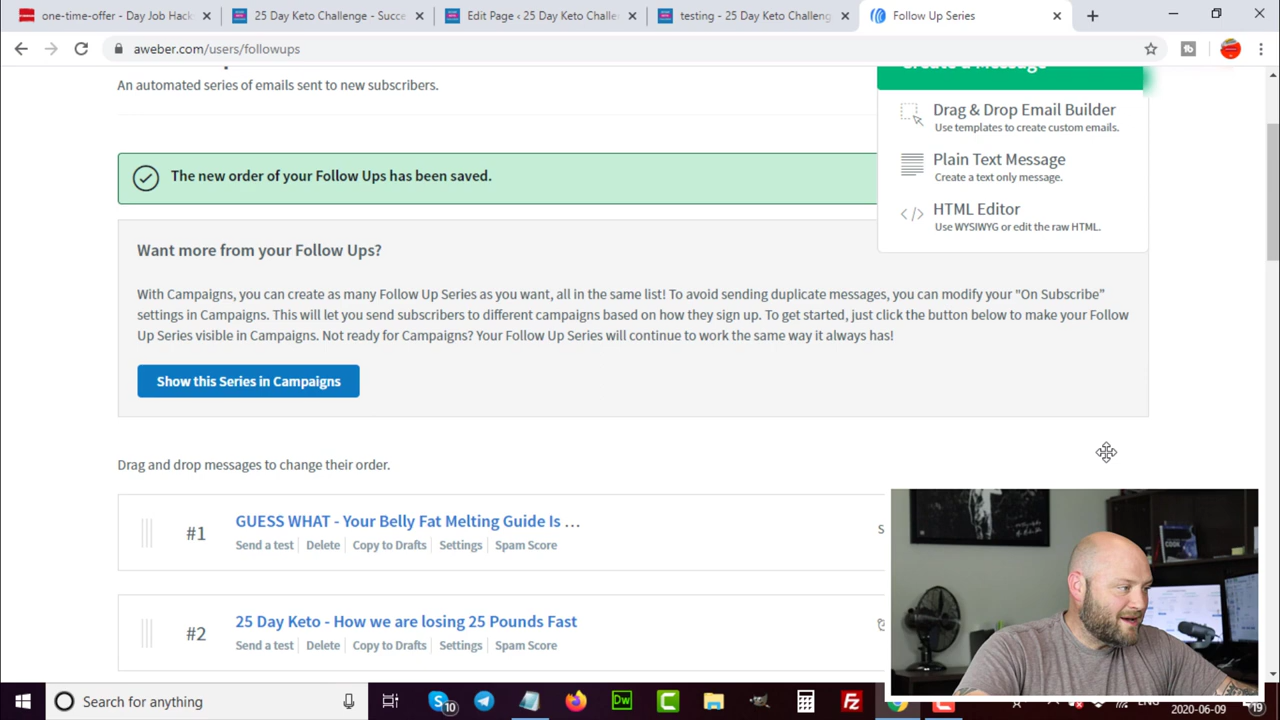 one-time-offer - Day Job Hac
25 Day Keto Challenge - Succe
Edit Page ‹ 25 Day Keto Challe
testing - 25 Day Keto Challeng
Follow Up Series
aweber.com/users/followups
An automated series of emails sent to new subscribers.
Create a Message
Drag & Drop Email Builder
Use templates to create custom emails.
Plain Text Message
Create a text only message.
HTML Editor
Use WYSIWYG or edit the raw HTML.
The new order of your Follow Ups has been saved.
Want more from your Follow Ups?
With Campaigns, you can create as many Follow Up Series as you want, all in the same list! To avoid sending duplicate messages, you can modify your "On Subscribe"
settings in Campaigns. This will let you send subscribers to different campaigns based on how they sign up. To get started, just click the button below to make your Follow
Up Series visible in Campaigns. Not ready for Campaigns? Your Follow Up Series will continue to work the same way it always has!
Show this Series in Campaigns
Drag and drop messages to change their order.
#1
GUESS WHAT - Your Belly Fat Melting Guide Is …
Send a test Delete Copy to Drafts Settings Spam Score
S
#2
25 Day Keto - How we are losing 25 Pounds Fast
Send a test Delete Copy to Drafts Settings Spam Score
CODE
Search for anything
10
Dw
ENG
2020-06-09
19